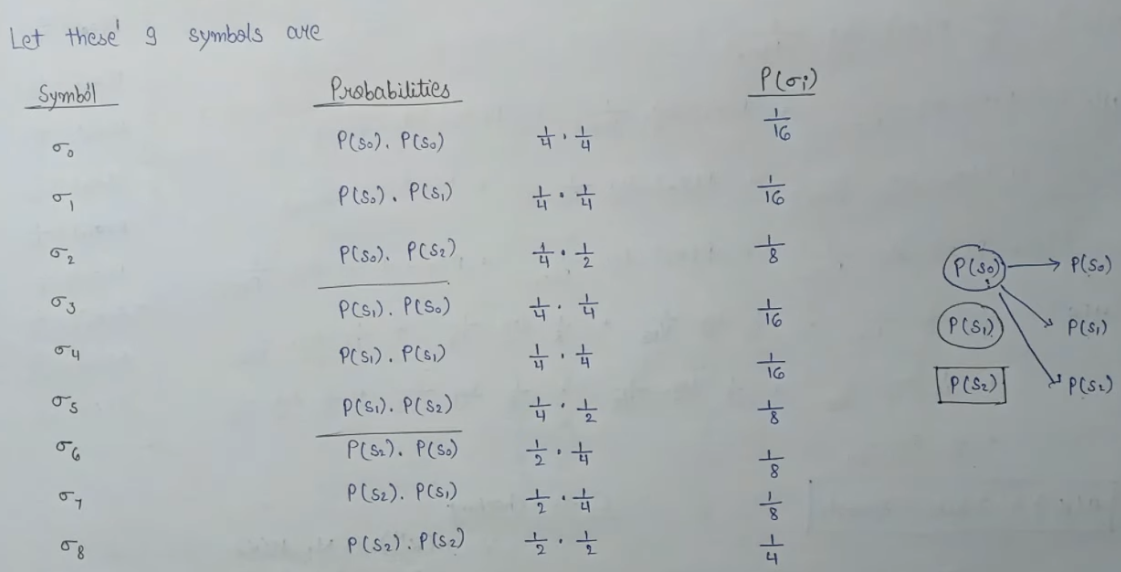 Let these 9 symbols are
Symbol Probabilities P(σi)
σ0 P(S0). P(S0) 1/4 . 1/4 1/16
σ1 P(S0). P(S1) 1/4 . 1/4 1/16
σ2 P(S0). P(S2) 1/4 . 1/2 1/8
P(S0) → P(S0)
σ3 P(S1). P(S0) 1/4 . 1/4 1/16
P(S1) P(S1)
σ4 P(S1). P(S1) 1/4 . 1/4 1/16
P(S2) P(S2)
σ5 P(S1). P(S2) 1/4 . 1/2 1/8
σ6 P(S2). P(S0) 1/2 . 1/4 1/8
σ7 P(S2). P(S1) 1/2 . 1/4 1/8
σ8 P(S2). P(S2) 1/2 . 1/2 1/4